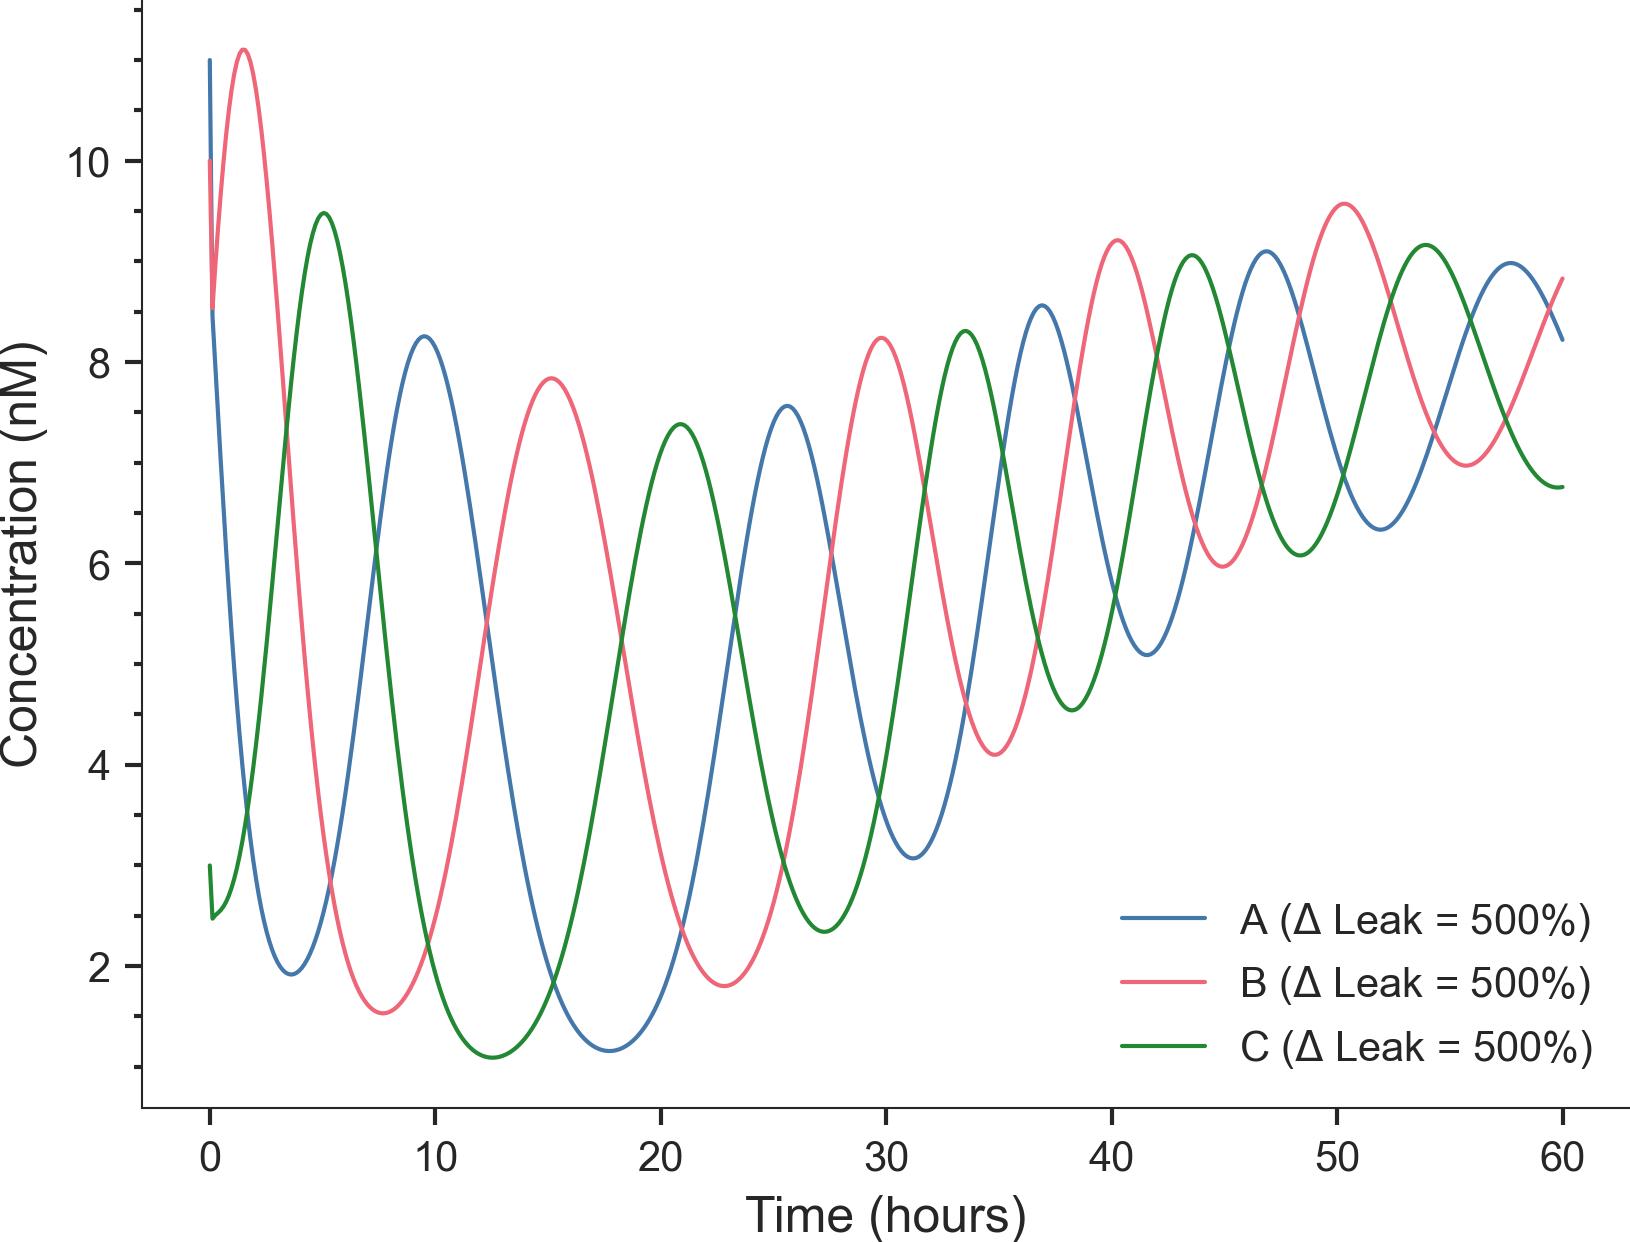 Concentration (nM)
10
8
6
4
2
A (Δ Leak = 500%)
B (Δ Leak = 500%)
C (Δ Leak = 500%)
0 10 20 30 40 50 60
Time (hours)